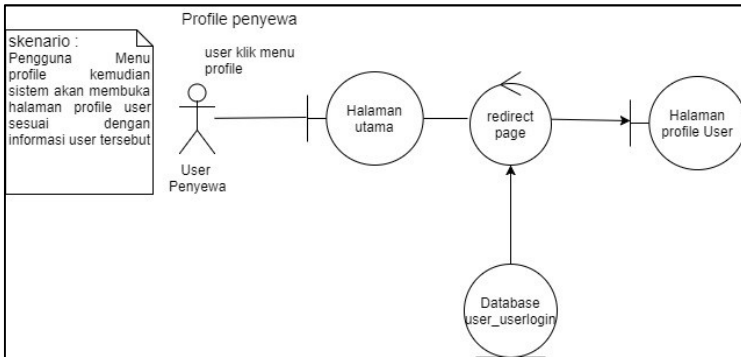 Profile penyewa
skenario :
Pengguna Menu
profile kemudian
sistem akan membuka
halaman profile user
sesuai dengan
informasi user tersebut
user klik menu
profile
User
Penyewa
Halaman
utama
redirect
page
Halaman
profile User
Database
user_userlogin